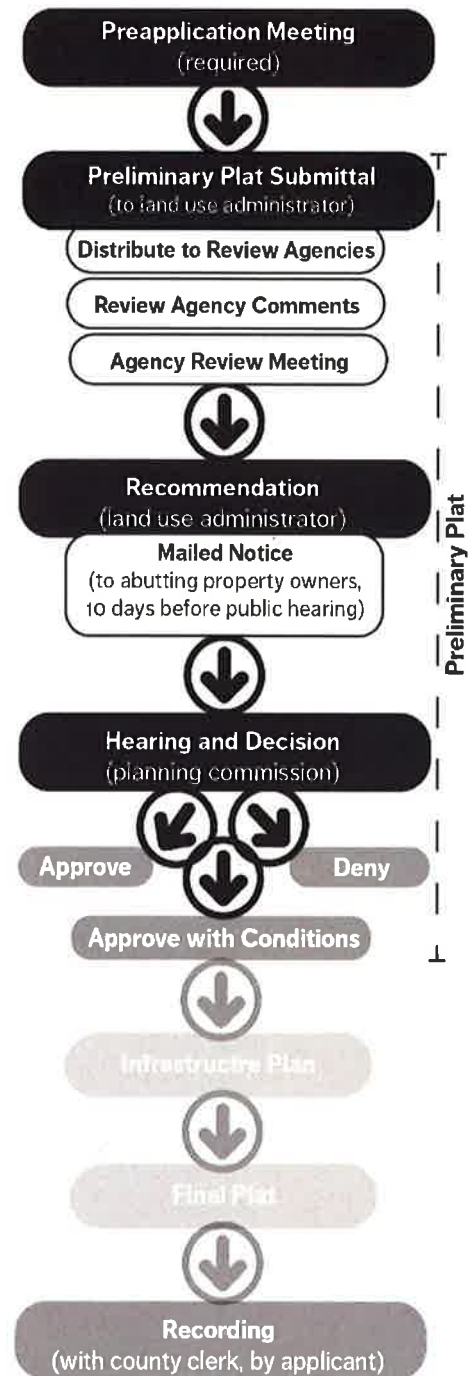 Preapplication Meeting
(required)
Preliminary Plat Submittal
(to land use administrator)
Distribute to Review Agencies
Review Agency Comments
Agency Review Meeting
Recommendation
(land use administrator)
Mailed Notice
(to abutting property owners,
10 days before public hearing)
Hearing and Decision
(planning commission)
Approve
Deny
Approve with Conditions
Infrastructre Plan
Final Plat
Recording
(with county clerk, by applicant)
Preliminary Plat